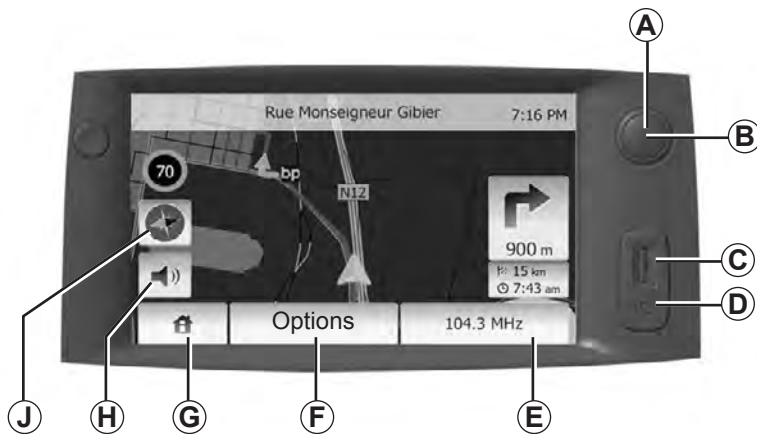 A
Rue Monseigneur Gibier 7:16 PM
B
70
bp
N12
900 m
15 km
7:43 am
C
D
Options
104.3 MHz
J
H
G
F
E